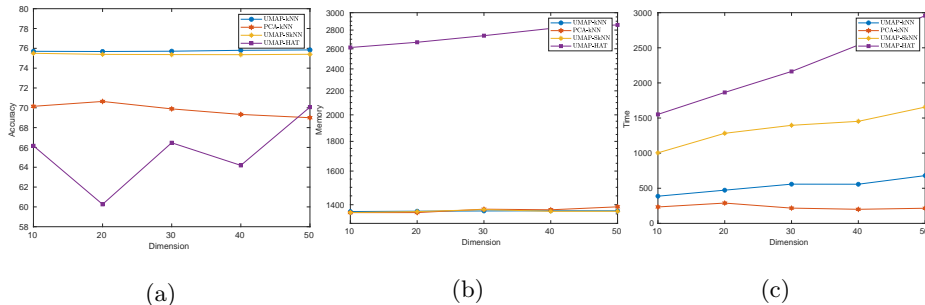 80
78
76
74
72
70
68
66
64
62
60
58
Accuracy
10
20
30
40
50
Dimension
UMAP-kNN
PCA-kNN
UMAP-SkNN
UMAP-HAT
(a)
3000
2800
2600
2400
2200
2000
1800
1600
1400
Memory
10
20
30
40
50
Dimension
UMAP-kNN
PCA-kNN
UMAP-SkNN
UMAP-HAT
(b)
3000
2500
2000
1500
1000
500
0
Time
10
20
30
40
50
Dimension
UMAP-kNN
PCA-kNN
UMAP-SkNN
UMAP-HAT
(c)